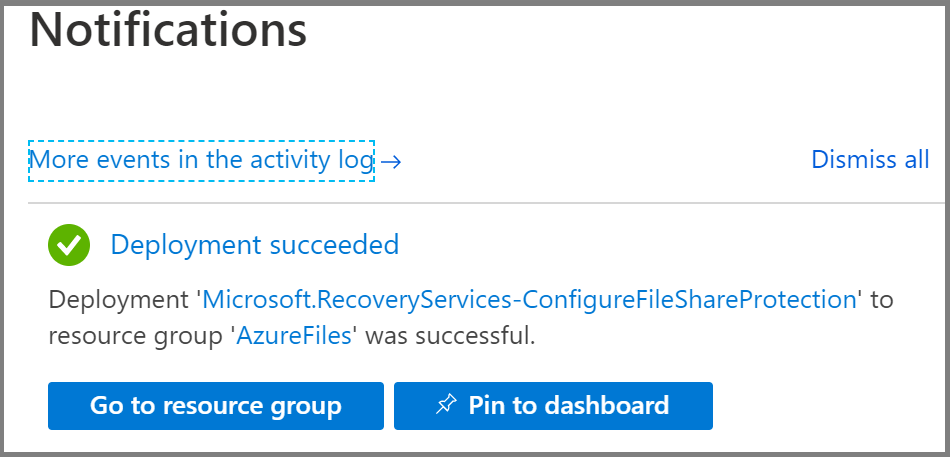 Notifications
More events in the activity log →
Dismiss all
Deployment succeeded
Deployment 'Microsoft.RecoveryServices-ConfigureFileShareProtection' to
resource group 'AzureFiles' was successful.
Go to resource group
Pin to dashboard